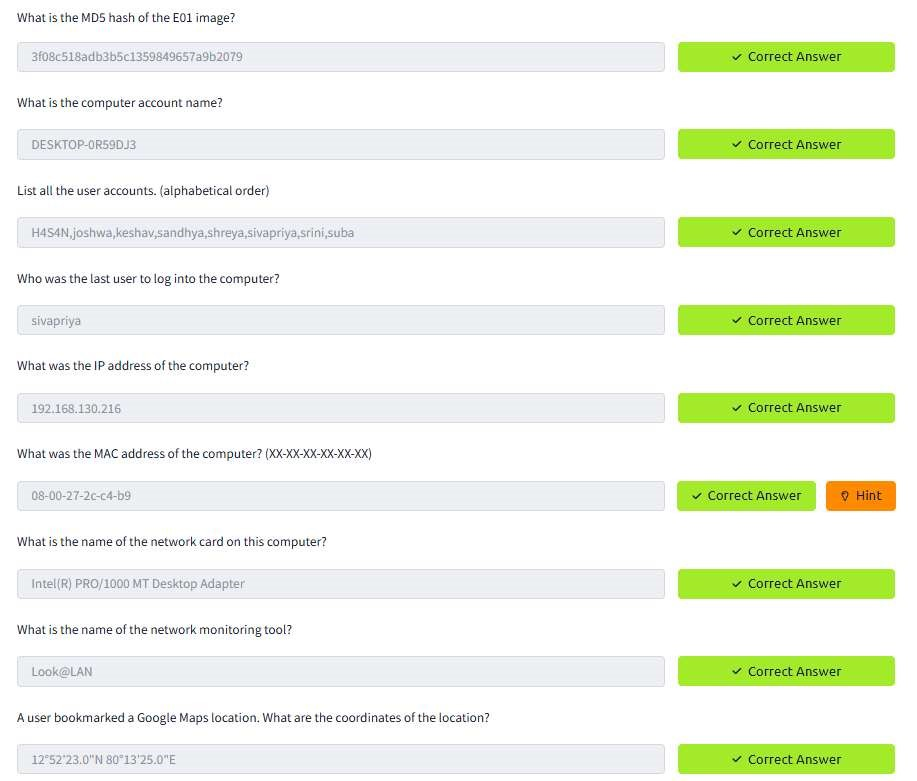 What is the MD5 hash of the E01 image?
3f08c518adb3b5c1359849657a9b2079
✓ Correct Answer
What is the computer account name?
DESKTOP-0R59DJ3
✓ Correct Answer
List all the user accounts. (alphabetical order)
H4S4N,joshwa,keshav,sandhya,shreya,sivapriya,srini,suba
✓ Correct Answer
Who was the last user to log into the computer?
sivapriya
✓ Correct Answer
What was the IP address of the computer?
192.168.130.216
✓ Correct Answer
What was the MAC address of the computer? (XX-XX-XX-XX-XX-XX)
08-00-27-2c-c4-b9
✓ Correct Answer
Hint
What is the name of the network card on this computer?
Intel(R) PRO/1000 MT Desktop Adapter
✓ Correct Answer
What is the name of the network monitoring tool?
Look@LAN
✓ Correct Answer
A user bookmarked a Google Maps location. What are the coordinates of the location?
12°52'23.0"N 80°13'25.0"E
✓ Correct Answer